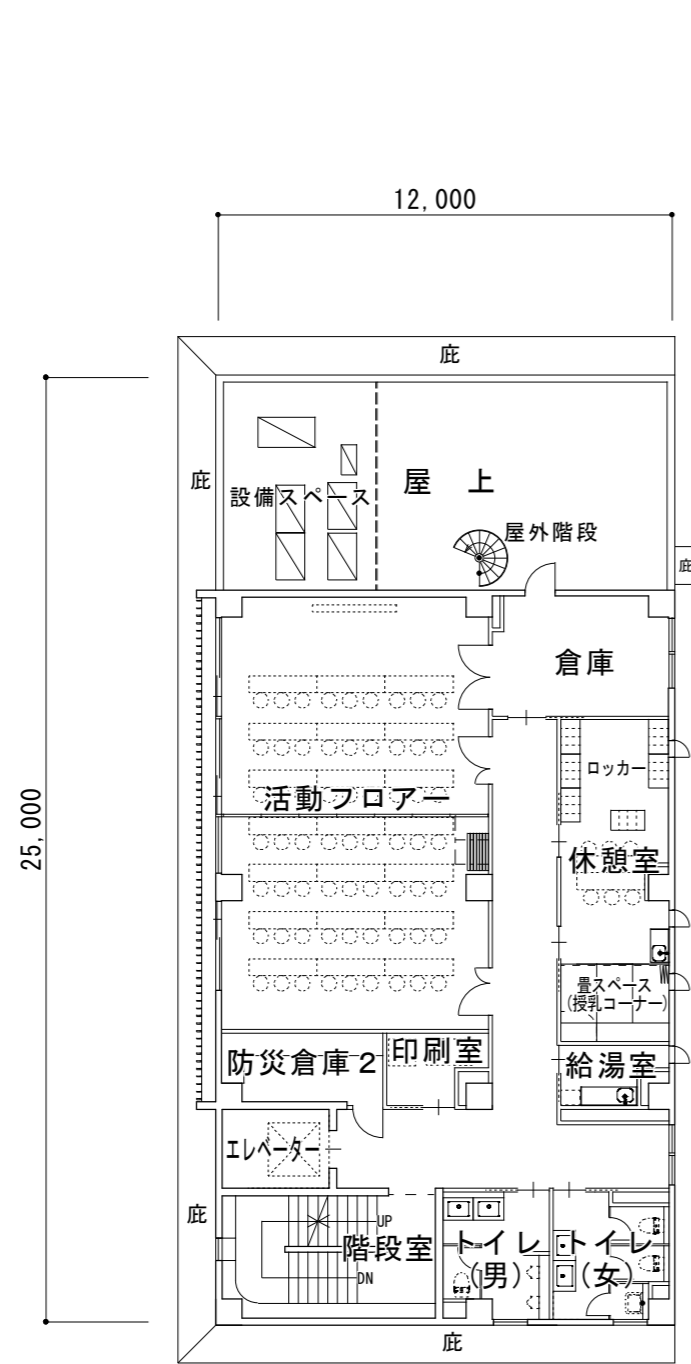 12,000
庇
庇
設備スペース
屋　上
屋外階段
庇
倉庫
ロッカー
活動フロアー
25,000
休憩室
畳スペース
(授乳コーナー)
防災倉庫2
印刷室
給湯室
エレベーター
庇
UP
階段室
DN
トイレ
(男)
トイレ
(女)
庇